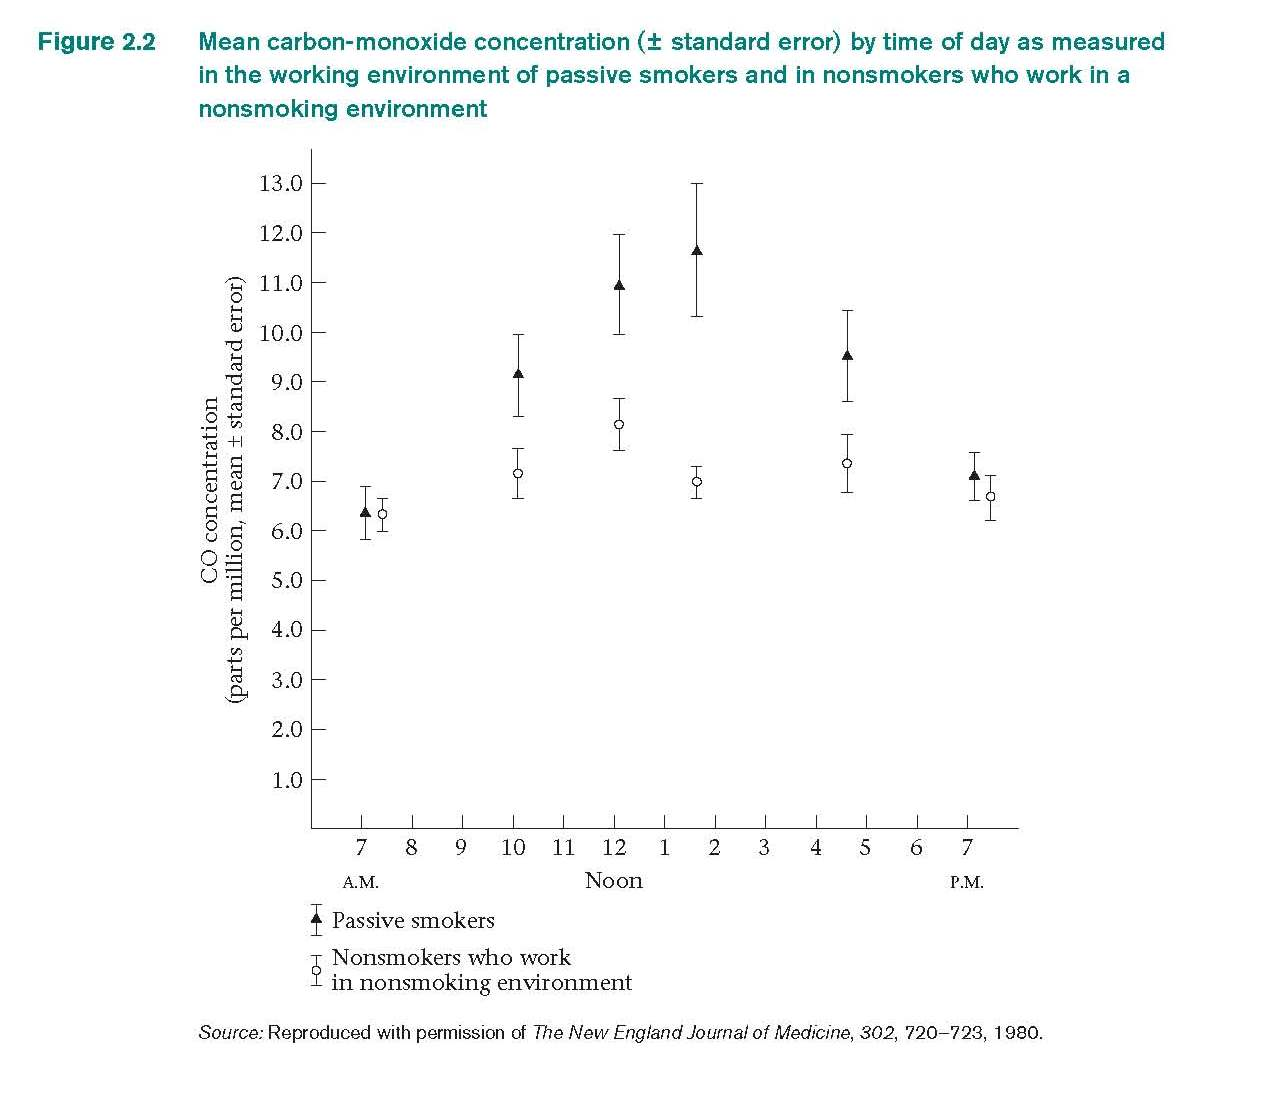 Figure 2.2 Mean carbon-monoxide concentration (± standard error) by time of day as measured
in the working environment of passive smokers and in nonsmokers who work in a
nonsmoking environment
CO concentration
(parts per million, mean ± standard error)
13.0
12.0
11.0
10.0
9.0
8.0
7.0
6.0
5.0
4.0
3.0
2.0
1.0
7 8 9 10 11 12 1 2 3 4 5 6 7
A.M. Noon P.M.
Passive smokers
Nonsmokers who work
in nonsmoking environment
Source: Reproduced with permission of The New England Journal of Medicine, 302, 720–723, 1980.